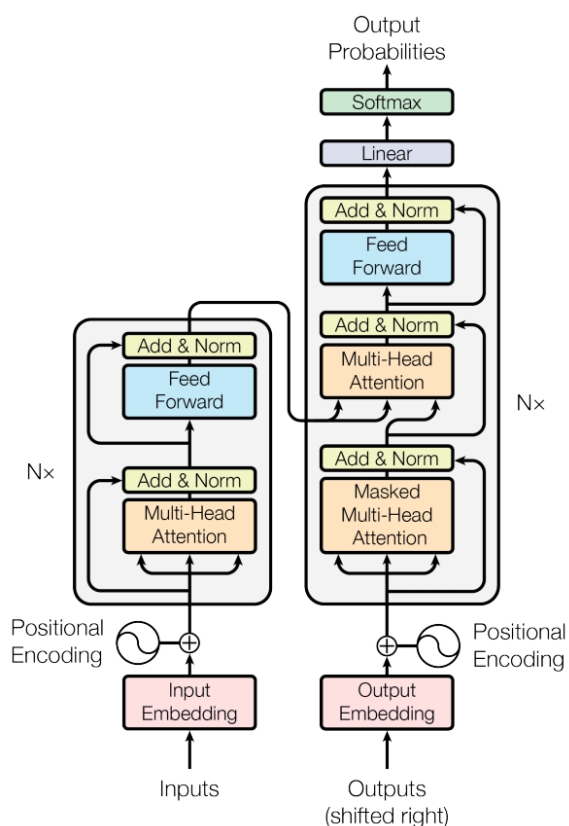 Output
Probabilities
Softmax
Linear
Add & Norm
Feed
Forward
Add & Norm
Multi-Head
Attention
Add & Norm
Masked
Multi-Head
Attention
N×
Add & Norm
Feed
Forward
Add & Norm
Multi-Head
Attention
N×
Positional
Encoding
Positional
Encoding
Input
Embedding
Output
Embedding
Inputs
Outputs
(shifted right)